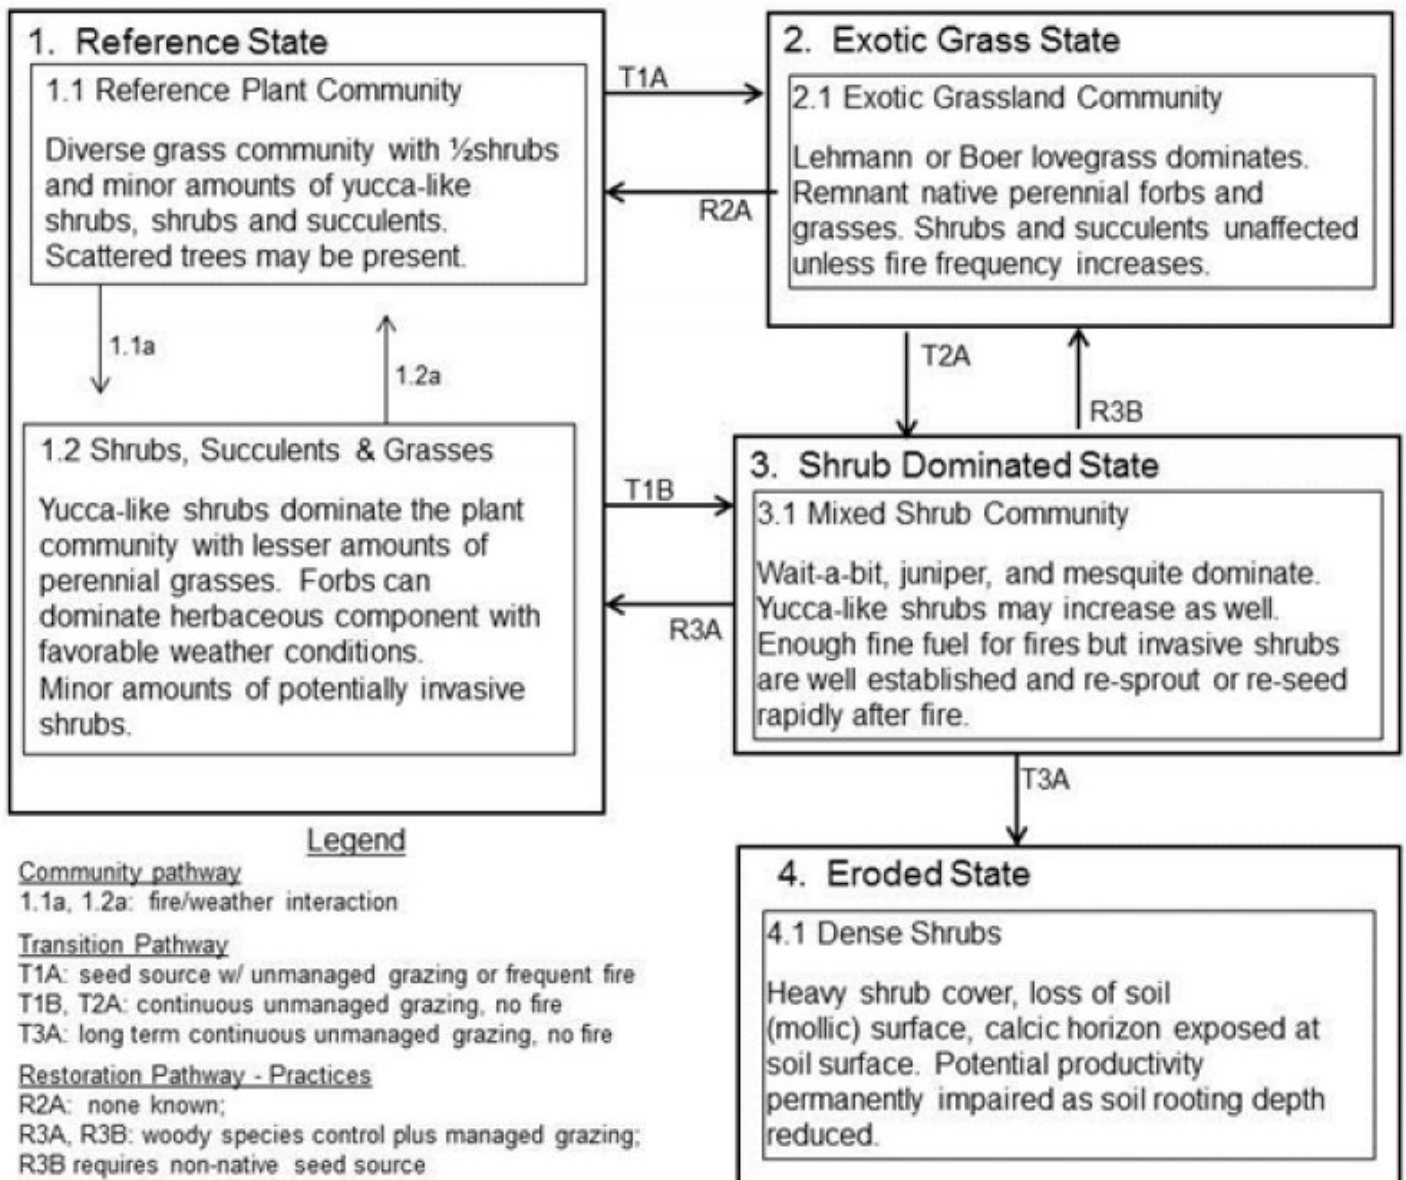 1. Reference State
1.1 Reference Plant Community
Diverse grass community with ½shrubs
and minor amounts of yucca-like
shrubs, shrubs and succulents.
Scattered trees may be present.
1.1a
1.2a
1.2 Shrubs, Succulents & Grasses
Yucca-like shrubs dominate the plant
community with lesser amounts of
perennial grasses. Forbs can
dominate herbaceous component with
favorable weather conditions.
Minor amounts of potentially invasive
shrubs.
T1A
R2A
2. Exotic Grass State
2.1 Exotic Grassland Community
Lehmann or Boer lovegrass dominates.
Remnant native perennial forbs and
grasses. Shrubs and succulents unaffected
unless fire frequency increases.
T2A
R3B
T1B
R3A
3. Shrub Dominated State
3.1 Mixed Shrub Community
Wait-a-bit, juniper, and mesquite dominate.
Yucca-like shrubs may increase as well.
Enough fine fuel for fires but invasive shrubs
are well established and re-sprout or re-seed
rapidly after fire.
T3A
4. Eroded State
4.1 Dense Shrubs
Heavy shrub cover, loss of soil
(mollic) surface, calcic horizon exposed at
soil surface. Potential productivity
permanently impaired as soil rooting depth
reduced.
Legend
Community pathway
1.1a, 1.2a: fire/weather interaction
Transition Pathway
T1A: seed source w/ unmanaged grazing or frequent fire
T1B, T2A: continuous unmanaged grazing, no fire
T3A: long term continuous unmanaged grazing, no fire
Restoration Pathway - Practices
R2A: none known;
R3A, R3B: woody species control plus managed grazing;
R3B requires non-native seed source